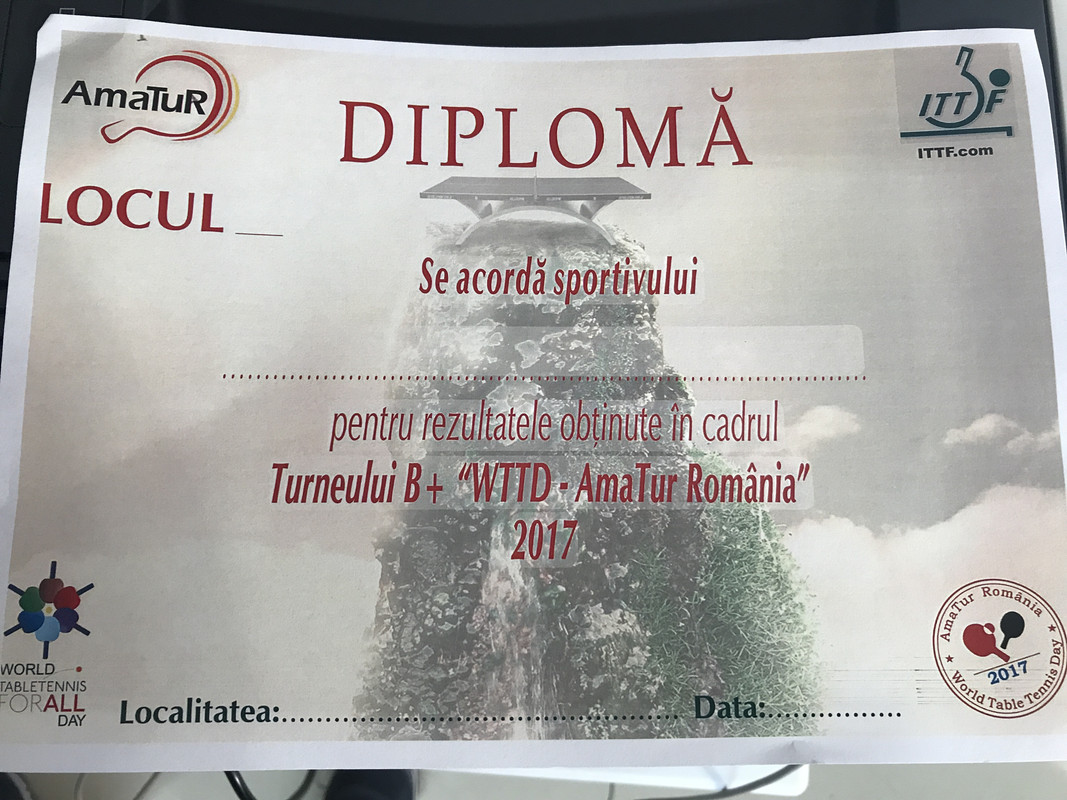 AmaTuR
DIPLOMĂ
ITTF
ITTF.com
LOCUL __
Se acordă sportivului
pentru rezultatele obținute în cadrul
Turneului B+ “WTTD - AmaTur România”
2017
WORLD
TABLETENNIS
FORALL
DAY
Localitatea:
Data:
AmaTur România
2017
World Table Tennis Day